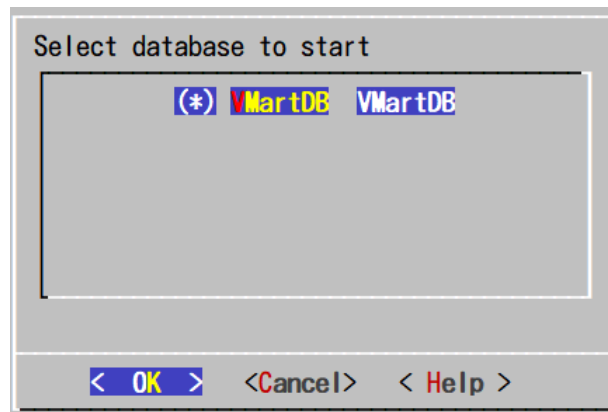 Select database to start
(*) VMartDB VMartDB
< OK > <Cancel> < Help >